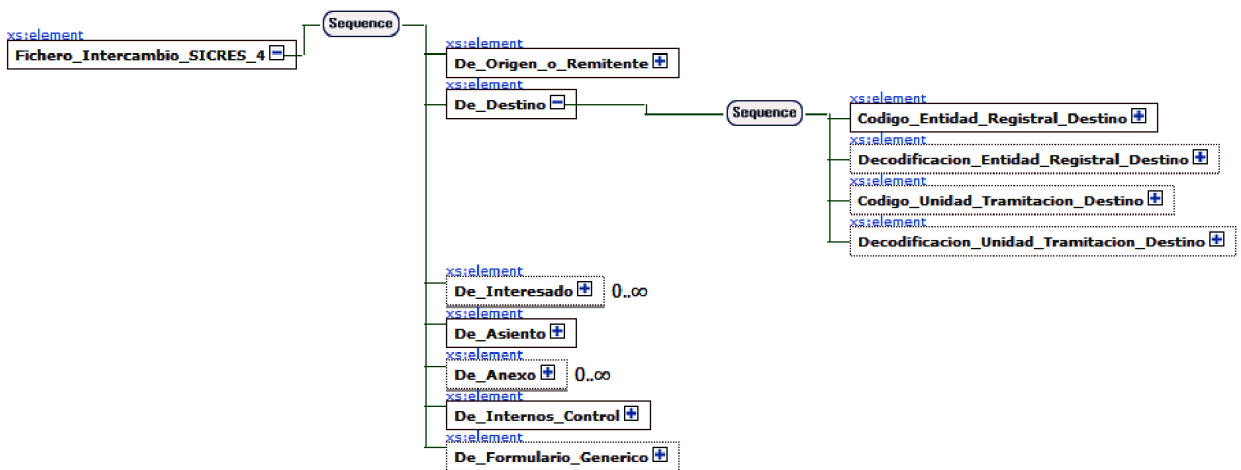 xs:element
Fichero_Intercambio_SICRES_4
Sequence
xs:element
De_Origen_o_Remitente
xs:element
De_Destino
Sequence
xs:element
Codigo_Entidad_Registral_Destino
xs:element
Decodificacion_Entidad_Registral_Destino
xs:element
Codigo_Unidad_Tramitacion_Destino
xs:element
Decodificacion_Unidad_Tramitacion_Destino
xs:element
De_Interesado 0..∞
xs:element
De_Asiento
xs:element
De_Anexo 0..∞
xs:element
De_Internos_Control
xs:element
De_Formulario_Generico